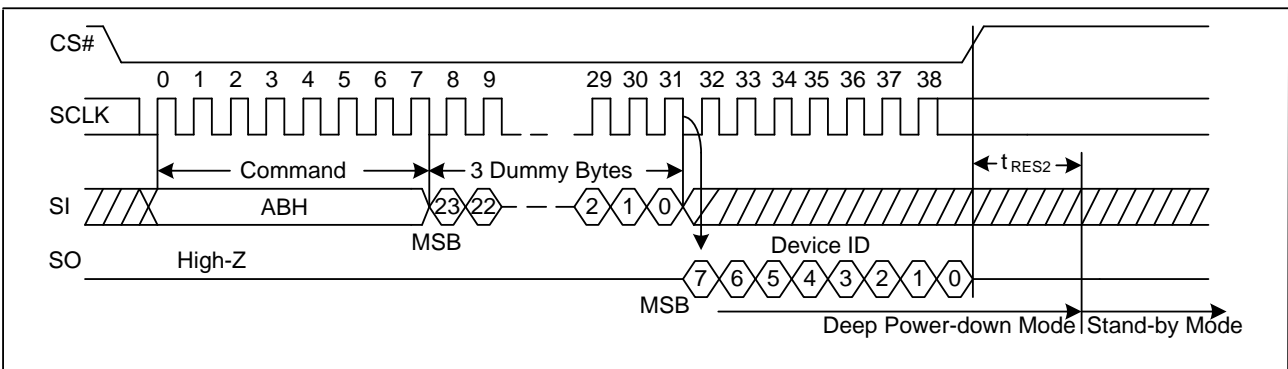 CS#
0 1 2 3 4 5 6 7 8 9 29 30 31 32 33 34 35 36 37 38
SCLK
Command 3 Dummy Bytes tRES2
SI ABH 23 22 2 1 0
MSB Device ID
SO High-Z
7 6 5 4 3 2 1 0
MSB
Deep Power-down Mode Stand-by Mode